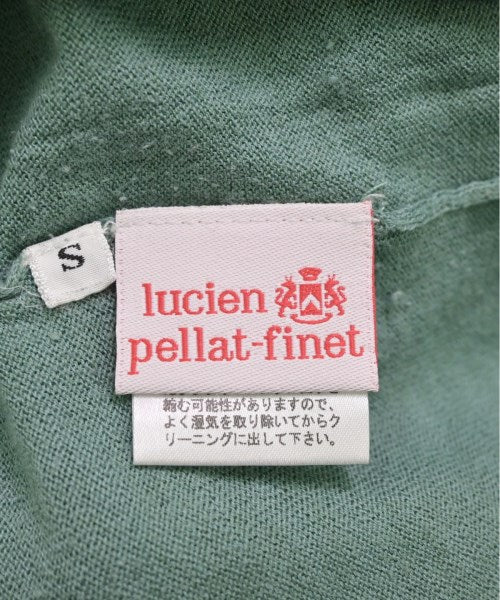 S
lucien
pellat-finet
縮む可能性がありますので、
よく湿気を取り除いてからク
リーニングに出して下さい。